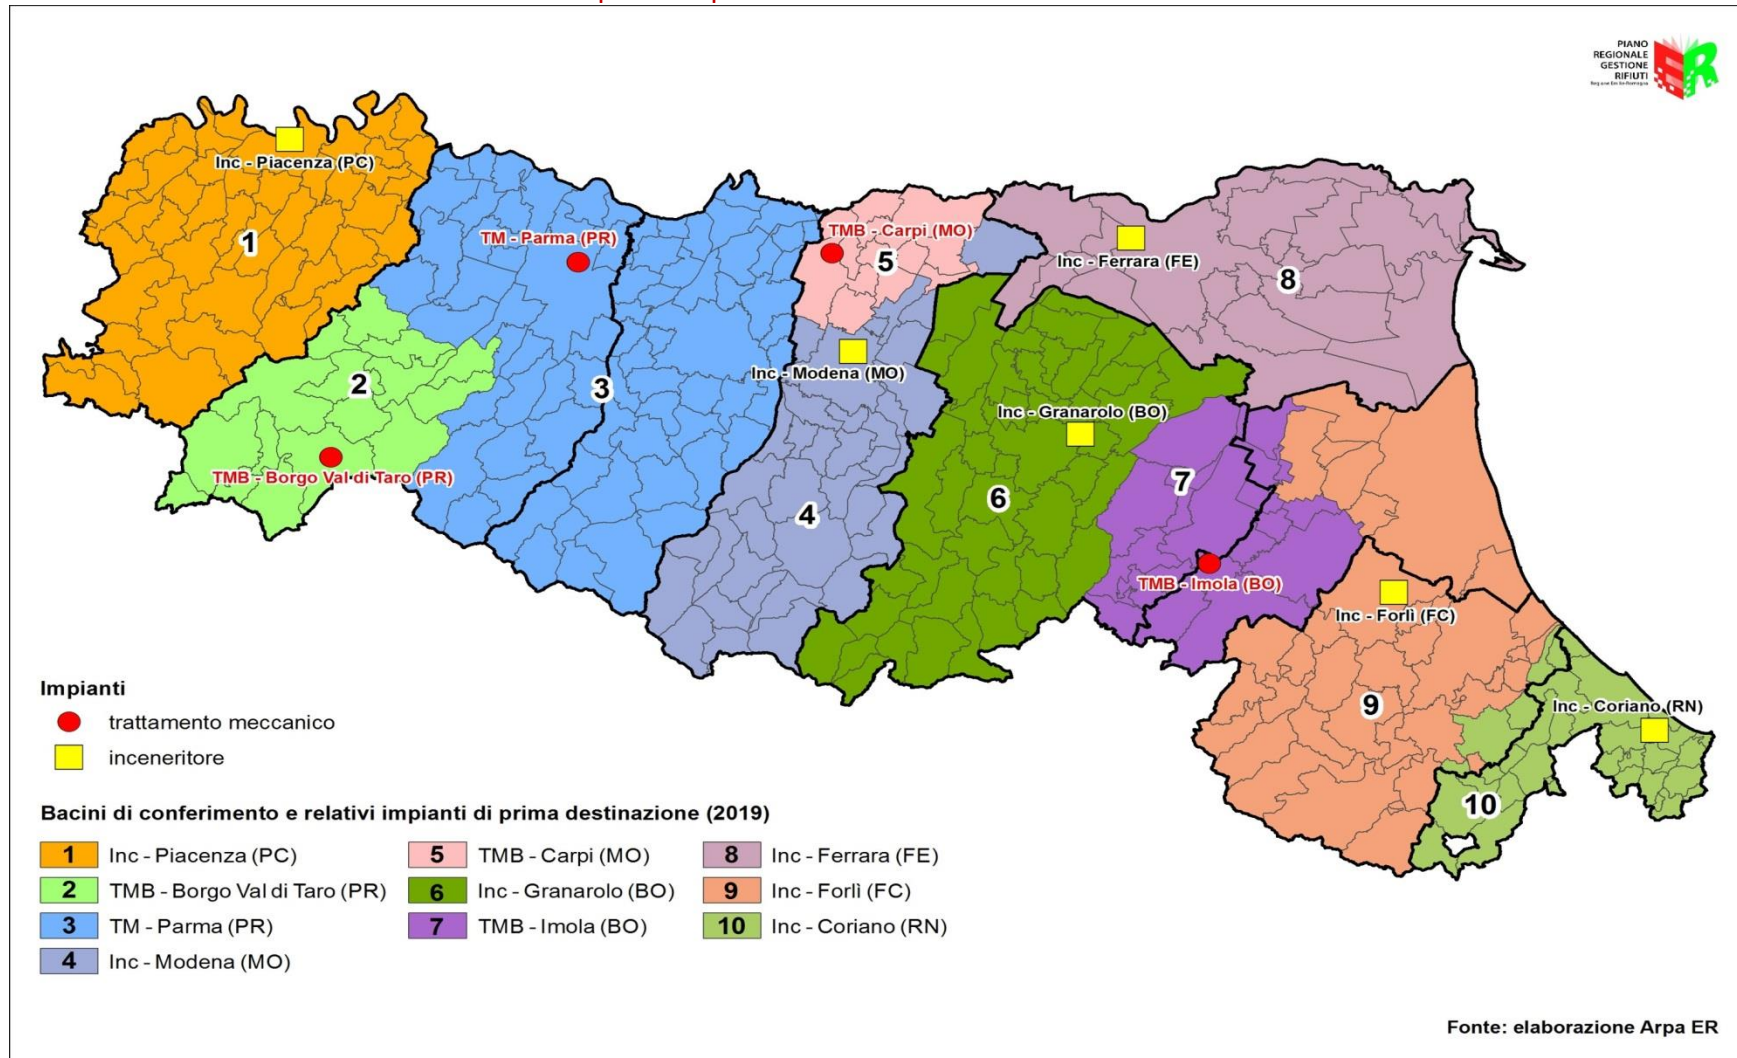 PIANO
REGIONALE
GESTIONE
RIFIUTI
Regione Emilia-Romagna
ER
Inc - Piacenza (PC)
1
TM - Parma (PR)
TMB - Carpi (MO)
5
Inc - Ferrara (FE)
8
2
3
Inc - Modena (MO)
Inc - Granarolo (BO)
TMB - Borgo Val di Taro (PR)
4
6
7
TMB - Imola (BO)
Inc - Forlì (FC)
9
Inc - Coriano (RN)
10
Impianti
trattamento meccanico
inceneritore
Bacini di conferimento e relativi impianti di prima destinazione (2019)
1 Inc - Piacenza (PC)
2 TMB - Borgo Val di Taro (PR)
3 TM - Parma (PR)
4 Inc - Modena (MO)
5 TMB - Carpi (MO)
6 Inc - Granarolo (BO)
7 TMB - Imola (BO)
8 Inc - Ferrara (FE)
9 Inc - Forlì (FC)
10 Inc - Coriano (RN)
Fonte: elaborazione Arpa ER